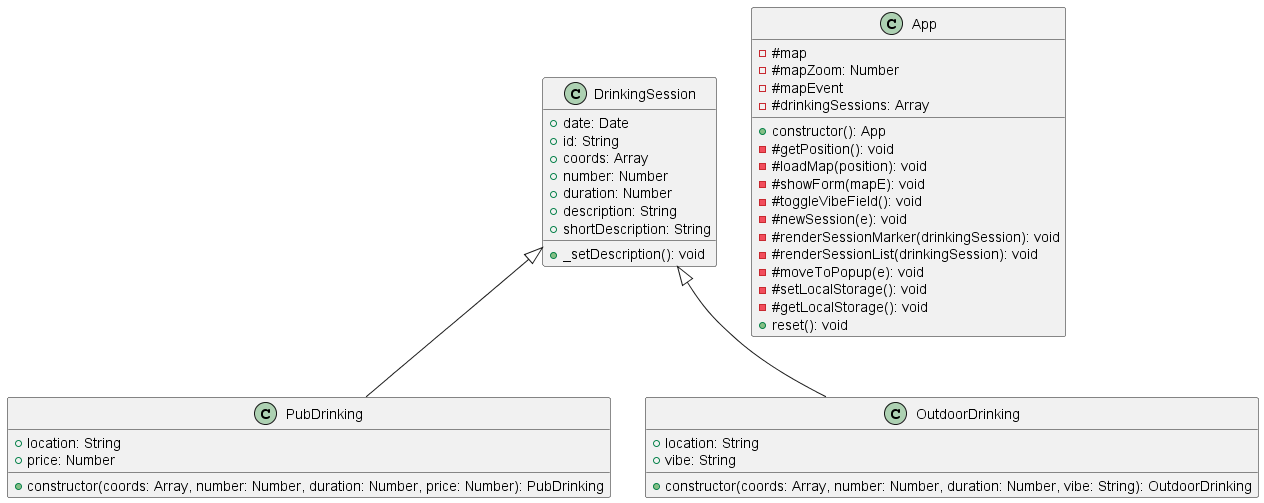 C App
#map
#mapZoom: Number
#mapEvent
#drinkingSessions: Array
constructor(): App
#getPosition(): void
#loadMap(position): void
#showForm(mapE): void
#toggleVibeField(): void
#newSession(e): void
#renderSessionMarker(drinkingSession): void
#renderSessionList(drinkingSession): void
#moveToPopup(e): void
#setLocalStorage(): void
#getLocalStorage(): void
reset(): void
C DrinkingSession
date: Date
id: String
coords: Array
number: Number
duration: Number
description: String
shortDescription: String
_setDescription(): void
C PubDrinking
location: String
price: Number
constructor(coords: Array, number: Number, duration: Number, price: Number): PubDrinking
C OutdoorDrinking
location: String
vibe: String
constructor(coords: Array, number: Number, duration: Number, vibe: String): OutdoorDrinking